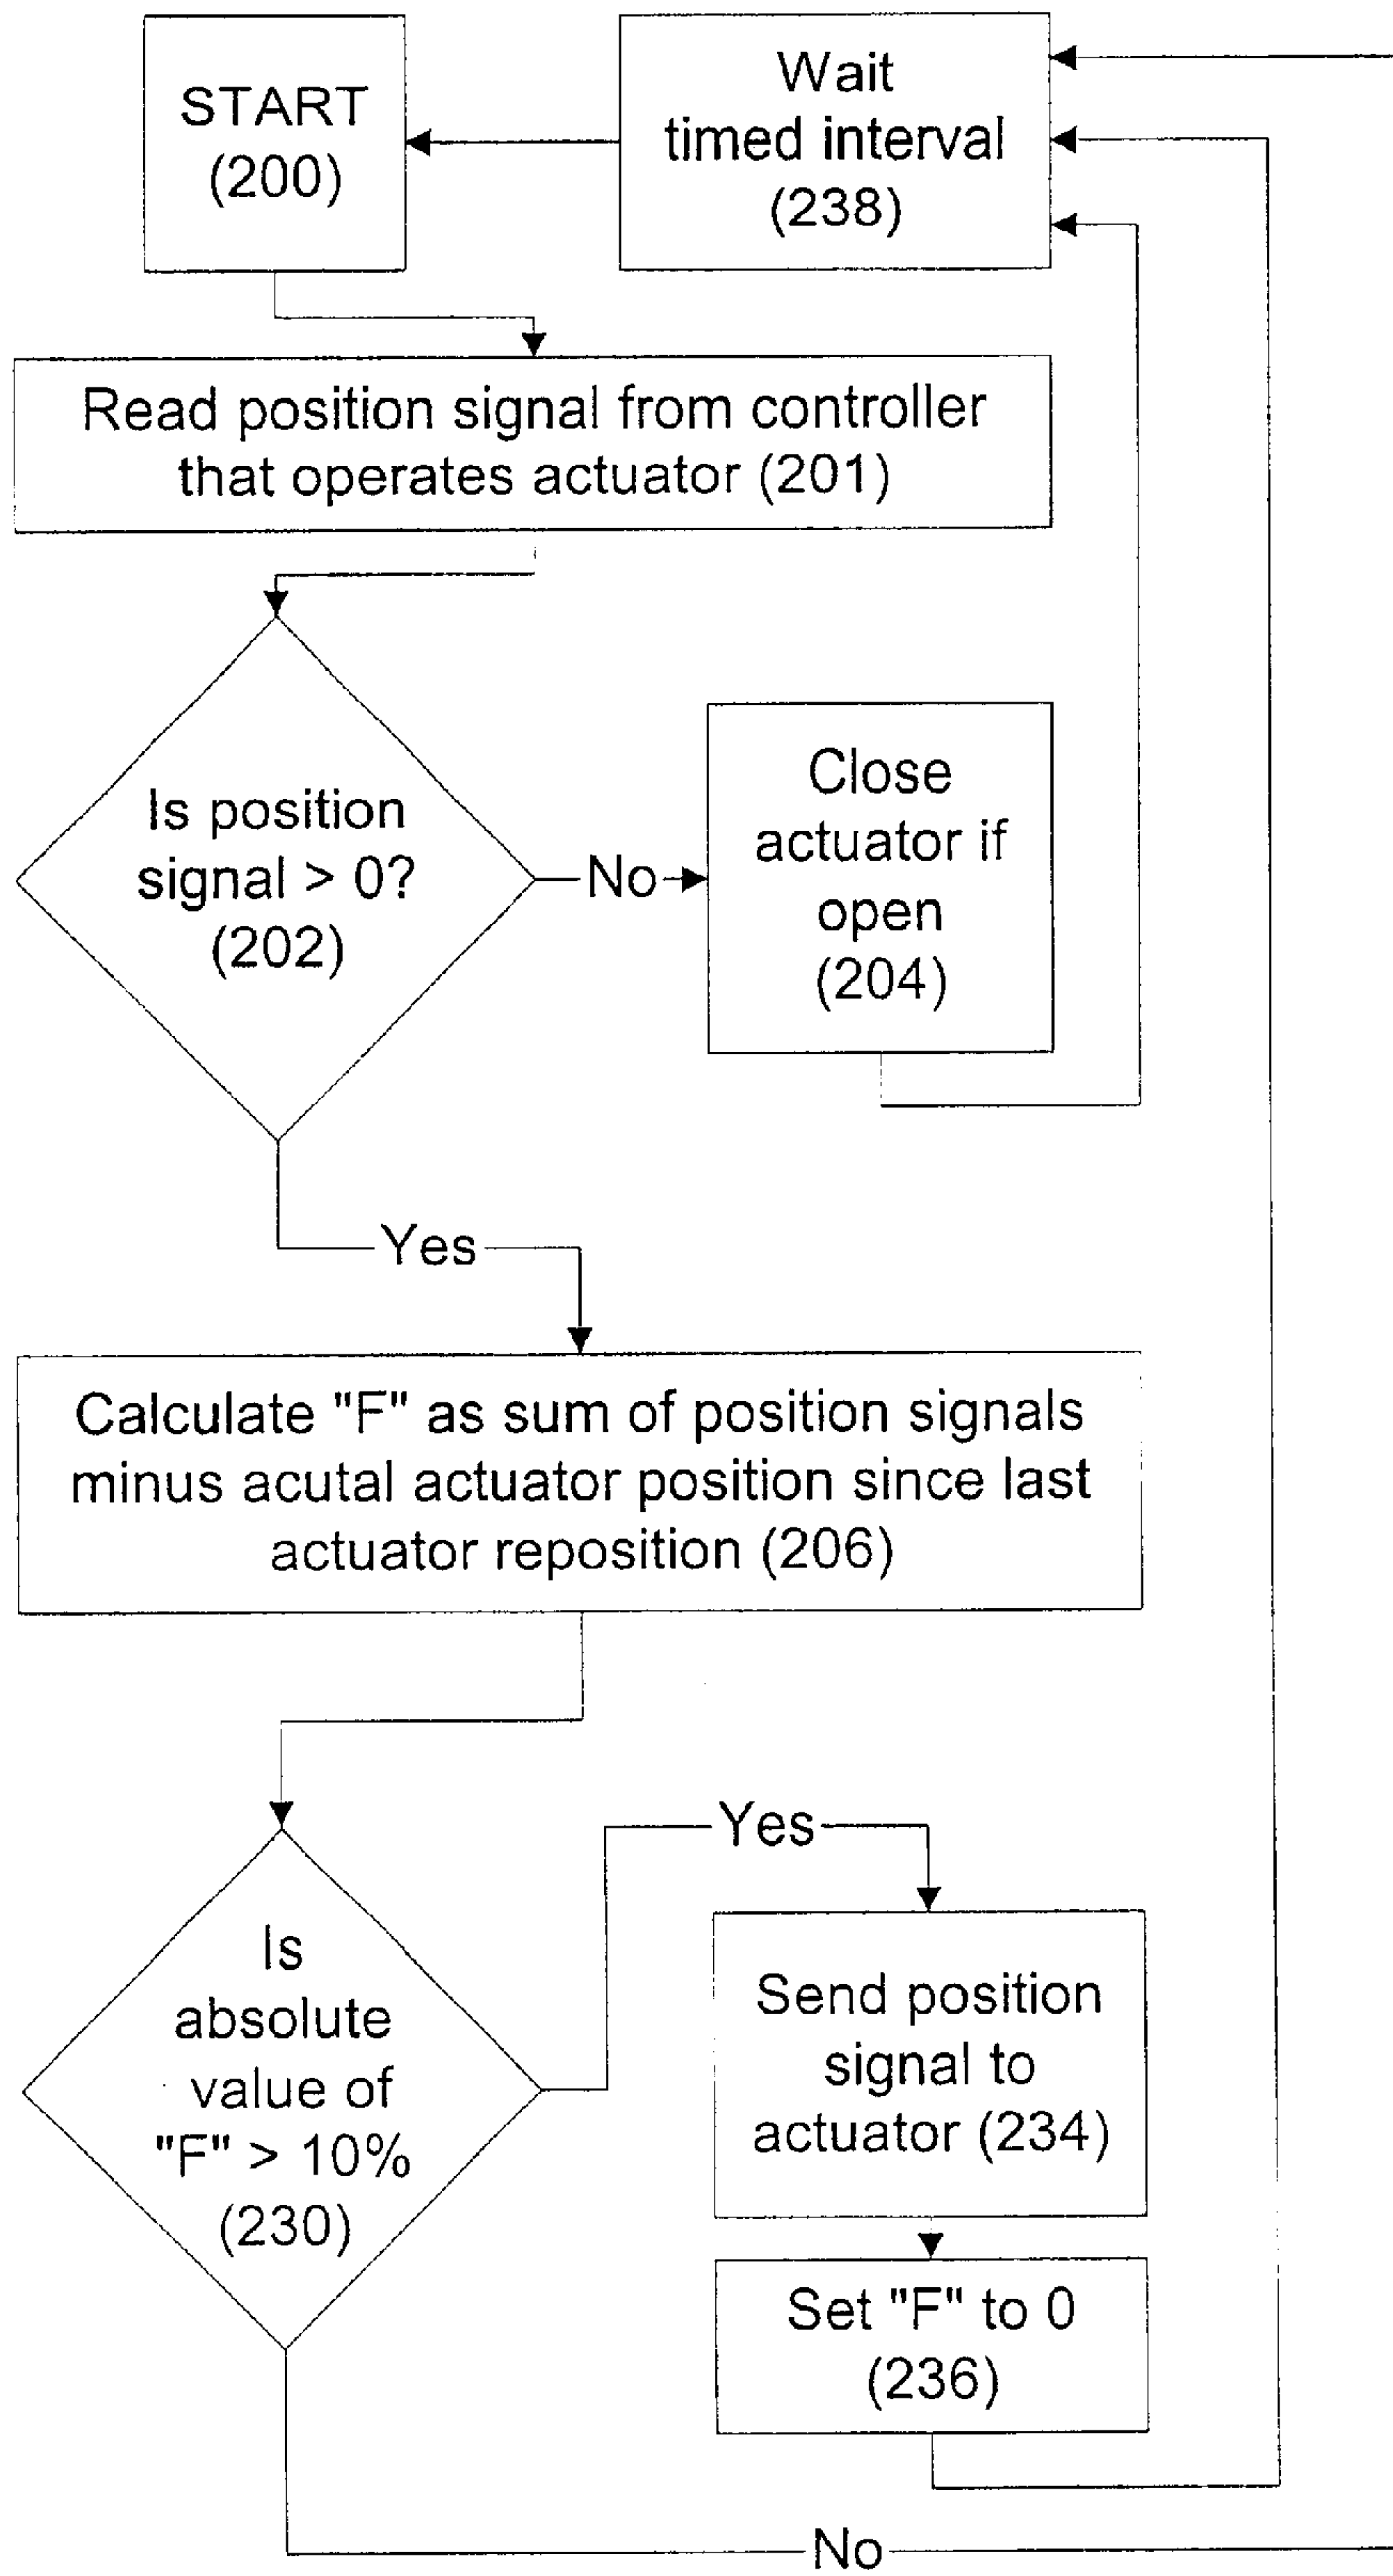 START
(200)
Wait
timed interval
(238)
Read position signal from controller
that operates actuator (201)
Is position
signal > 0?
(202)
No
Close
actuator if
open
(204)
Yes
Calculate "F" as sum of position signals
minus acutal actuator position since last
actuator reposition (206)
Is
absolute
value of
"F" > 10%
(230)
Yes
Send position
signal to
actuator (234)
Set "F" to 0
(236)
No